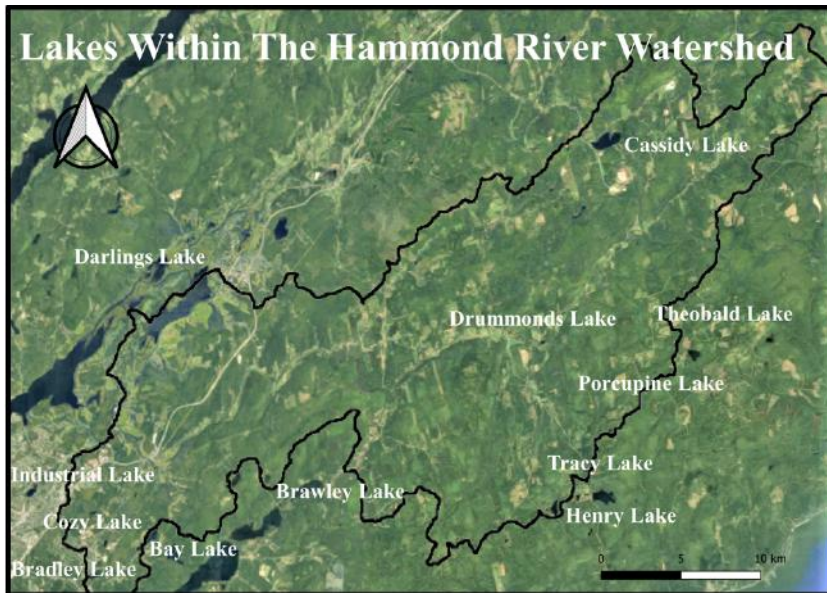 Lakes Within The Hammond River Watershed
Cassidy Lake
Darlings Lake
Drummonds Lake
Theobald Lake
Porcupine Lake
Industrial Lake
Tracy Lake
Brawley Lake
Cozy Lake
Henry Lake
Bay Lake
Bradley Lake
0 5 10 km